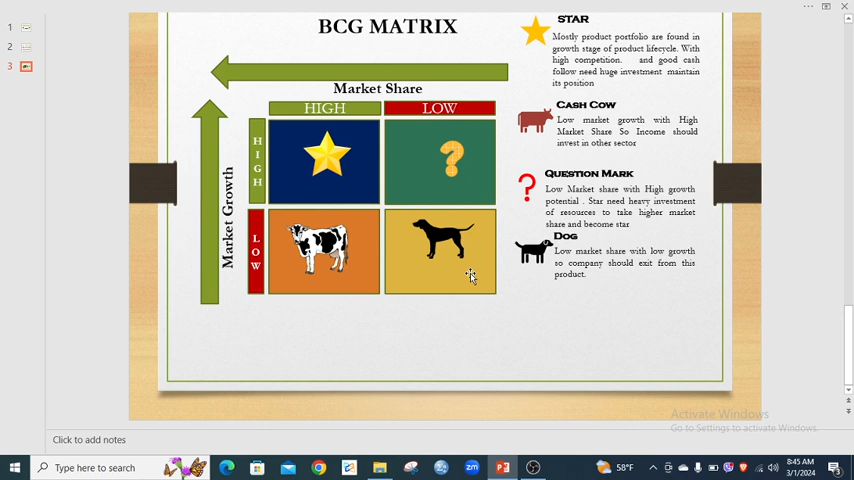 1
2
3
BCG MATRIX
Market Share
HIGH LOW
H
I
G
H
L
O
W
Market Growth
STAR
Mostly product portfolio are found in
growth stage of product lifecycle. With
high competition. and good cash
follow need huge investment maintain
its position
CASH COW
Low market growth with High
Market Share So Income should
invest in other sector
QUESTION MARK
Low Market share with High growth
potential . Star need heavy investment
of resources to take higher market
share and become star
DOG
Low market share with low growth
so company should exit from this
product.
Activate Windows
Go to Settings to activate Windows.
Click to add notes
Type here to search
58°F
8:45 AM
3/1/2024
3